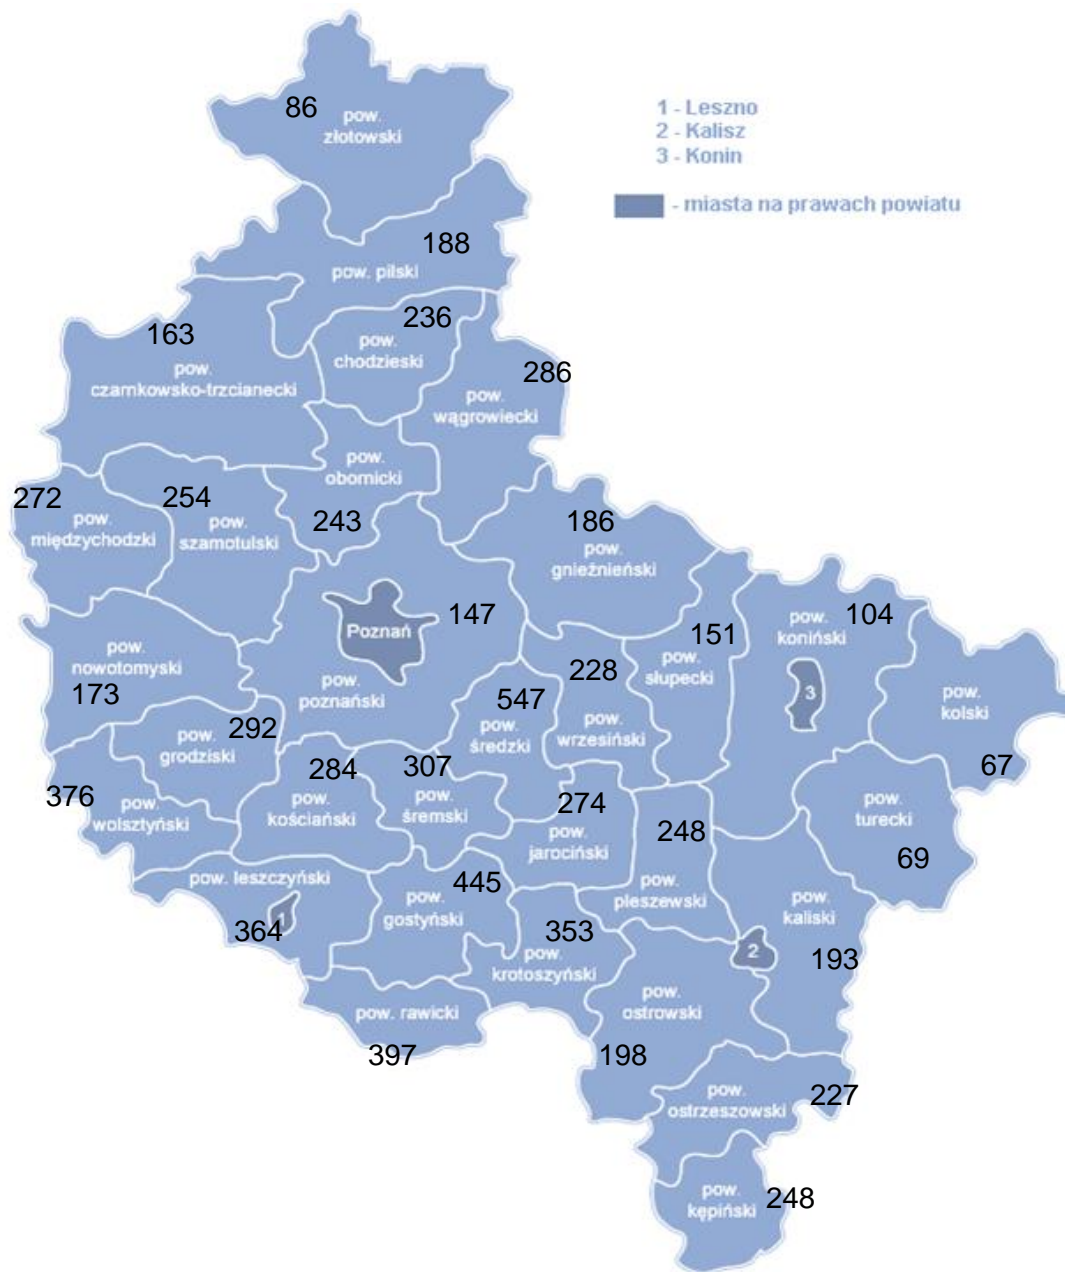 1 - Leszno
2 - Kalisz
3 - Konin
- miasta na prawach powiatu
86
pow.
złotowski
188
pow. pilski
163
pow.
czarnkowsko-trzcianecki
236
pow.
chodzieski
286
pow.
wągrowiecki
pow.
obornicki
243
272
pow.
międzychodzki
254
pow.
szamotulski
186
pow.
gnieźnieński
Poznań
147
pow.
poznański
pow.
nowotomyski
173
151
pow.
słupecki
104
pow.
koniński
3
pow.
kolski
67
228
pow.
wrzesiński
547
pow.
średzki
292
pow.
grodziski
376
pow.
wolsztyński
284
pow.
kościański
307
pow.
śremski
274
pow.
jarociński
248
pow.
pleszewski
pow.
turecki
69
pow. leszczyński
364
1
445
pow.
gostyński
353
pow.
krotoszyński
pow.
kaliski
193
2
pow. rawicki
397
pow.
ostrowski
198
227
pow.
ostrzeszowski
pow.
kępiński
248